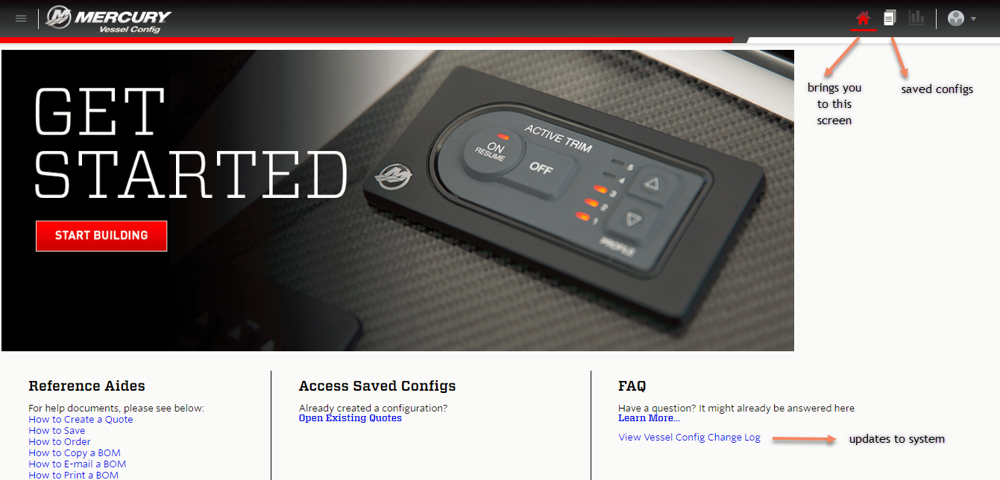 MERCURY
Vessel Config
brings you
to this
screen
saved configs
GET
STARTED
START BUILDING
ACTIVE TRIM
ON
RESUME
OFF
5
4
3
2
1
PROFILE
Reference Aides
For help documents, please see below:
How to Create a Quote
How to Save
How to Order
How to Copy a BOM
How to E-mail a BOM
How to Print a BOM
Access Saved Configs
Already created a configuration?
Open Existing Quotes
FAQ
Have a question? It might already be answered here
Learn More...
View Vessel Config Change Log
updates to system